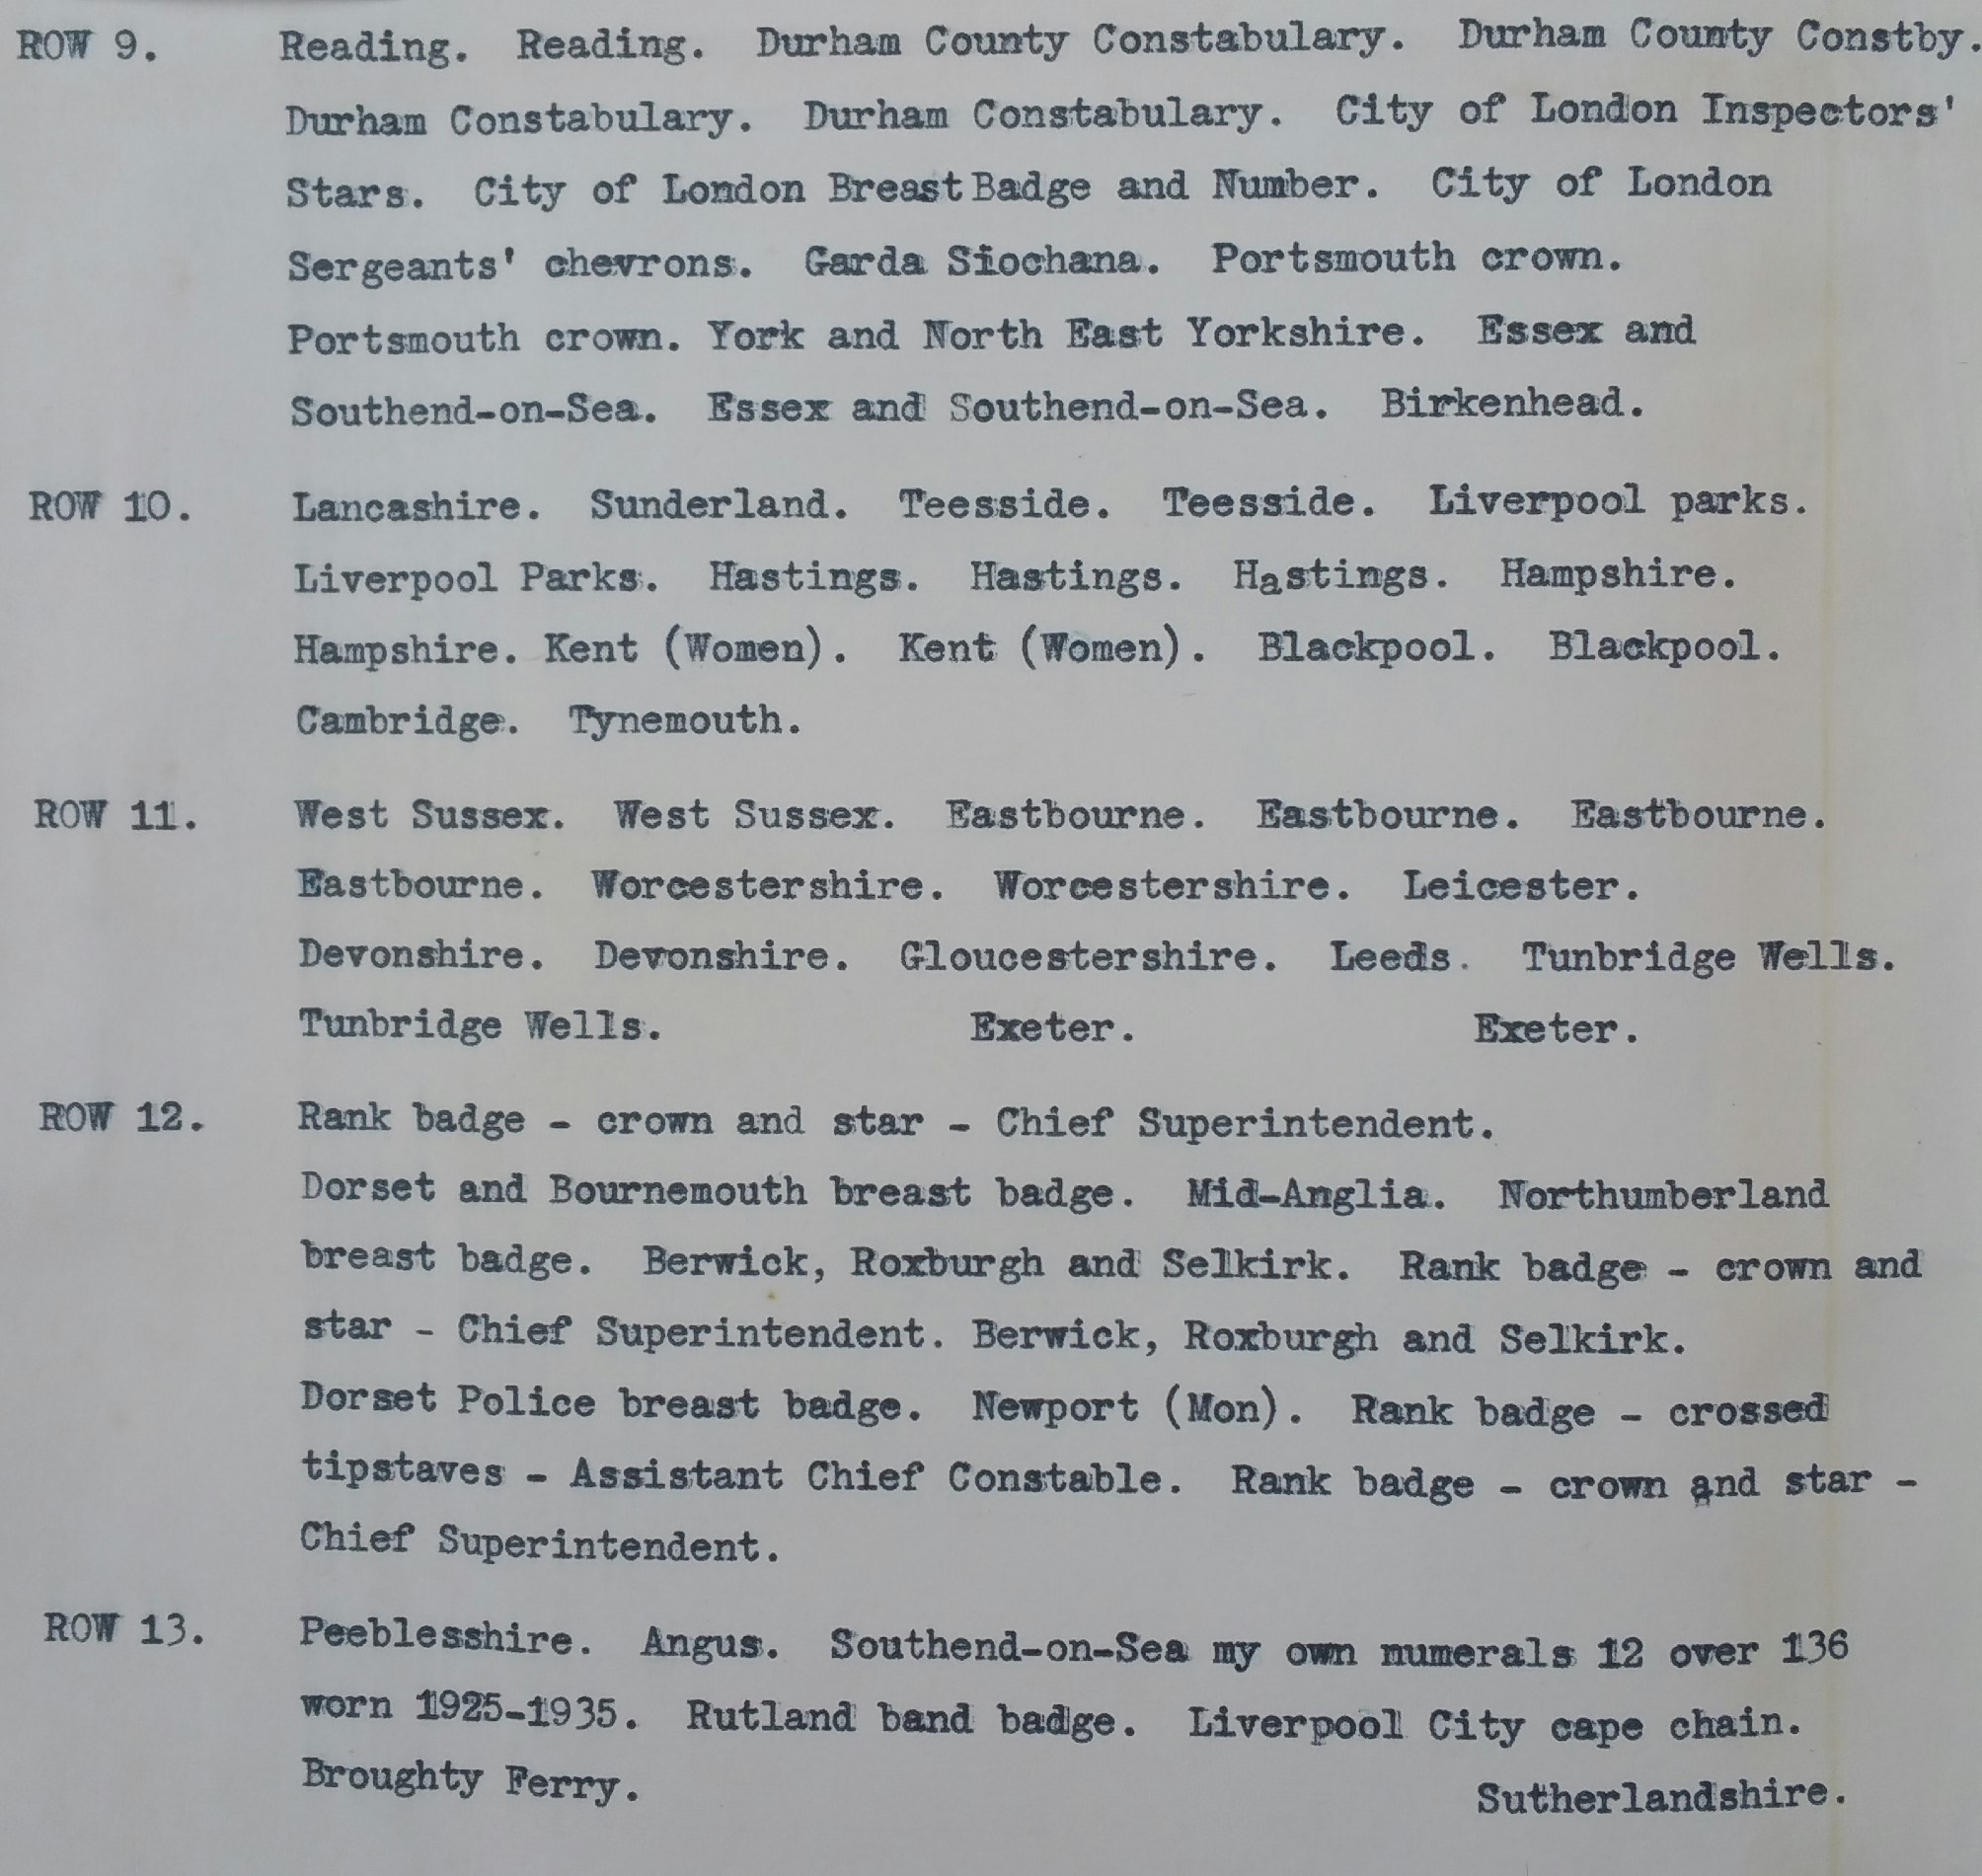 ROW 9. Reading. Reading. Durham County Constabulary. Durham County Constby.
Durham Constabulary. Durham Constabulary. City of London Inspectors'
Stars. City of London Breast Badge and Number. City of London
Sergeants' chevrons. Garda Siochana. Portsmouth crown.
Portsmouth crown. York and North East Yorkshire. Essex and
Southend-on-Sea. Essex and Southend-on-Sea. Birkenhead.
ROW 10. Lancashire. Sunderland. Teesside. Teesside. Liverpool parks.
Liverpool Parks. Hastings. Hastings. Hastings. Hampshire.
Hampshire. Kent (Women). Kent (Women). Blackpool. Blackpool.
Cambridge. Tynemouth.
ROW 11. West Sussex. West Sussex. Eastbourne. Eastbourne. Eastbourne.
Eastbourne. Worcestershire. Worcestershire. Leicester.
Devonshire. Devonshire. Gloucestershire. Leeds. Tunbridge Wells.
Tunbridge Wells. Exeter. Exeter.
ROW 12. Rank badge - crown and star - Chief Superintendent.
Dorset and Bournemouth breast badge. Mid-Anglia. Northumberland
breast badge. Berwick, Roxburgh and Selkirk. Rank badge - crown and
star - Chief Superintendent. Berwick, Roxburgh and Selkirk.
Dorset Police breast badge. Newport (Mon). Rank badge - crossed
tipstaves - Assistant Chief Constable. Rank badge - crown and star -
Chief Superintendent.
ROW 13. Peeblesshire. Angus. Southend-on-Sea my own numerals 12 over 136
worn 1925-1935. Rutland band badge. Liverpool City cape chain.
Broughty Ferry. Sutherlandshire.